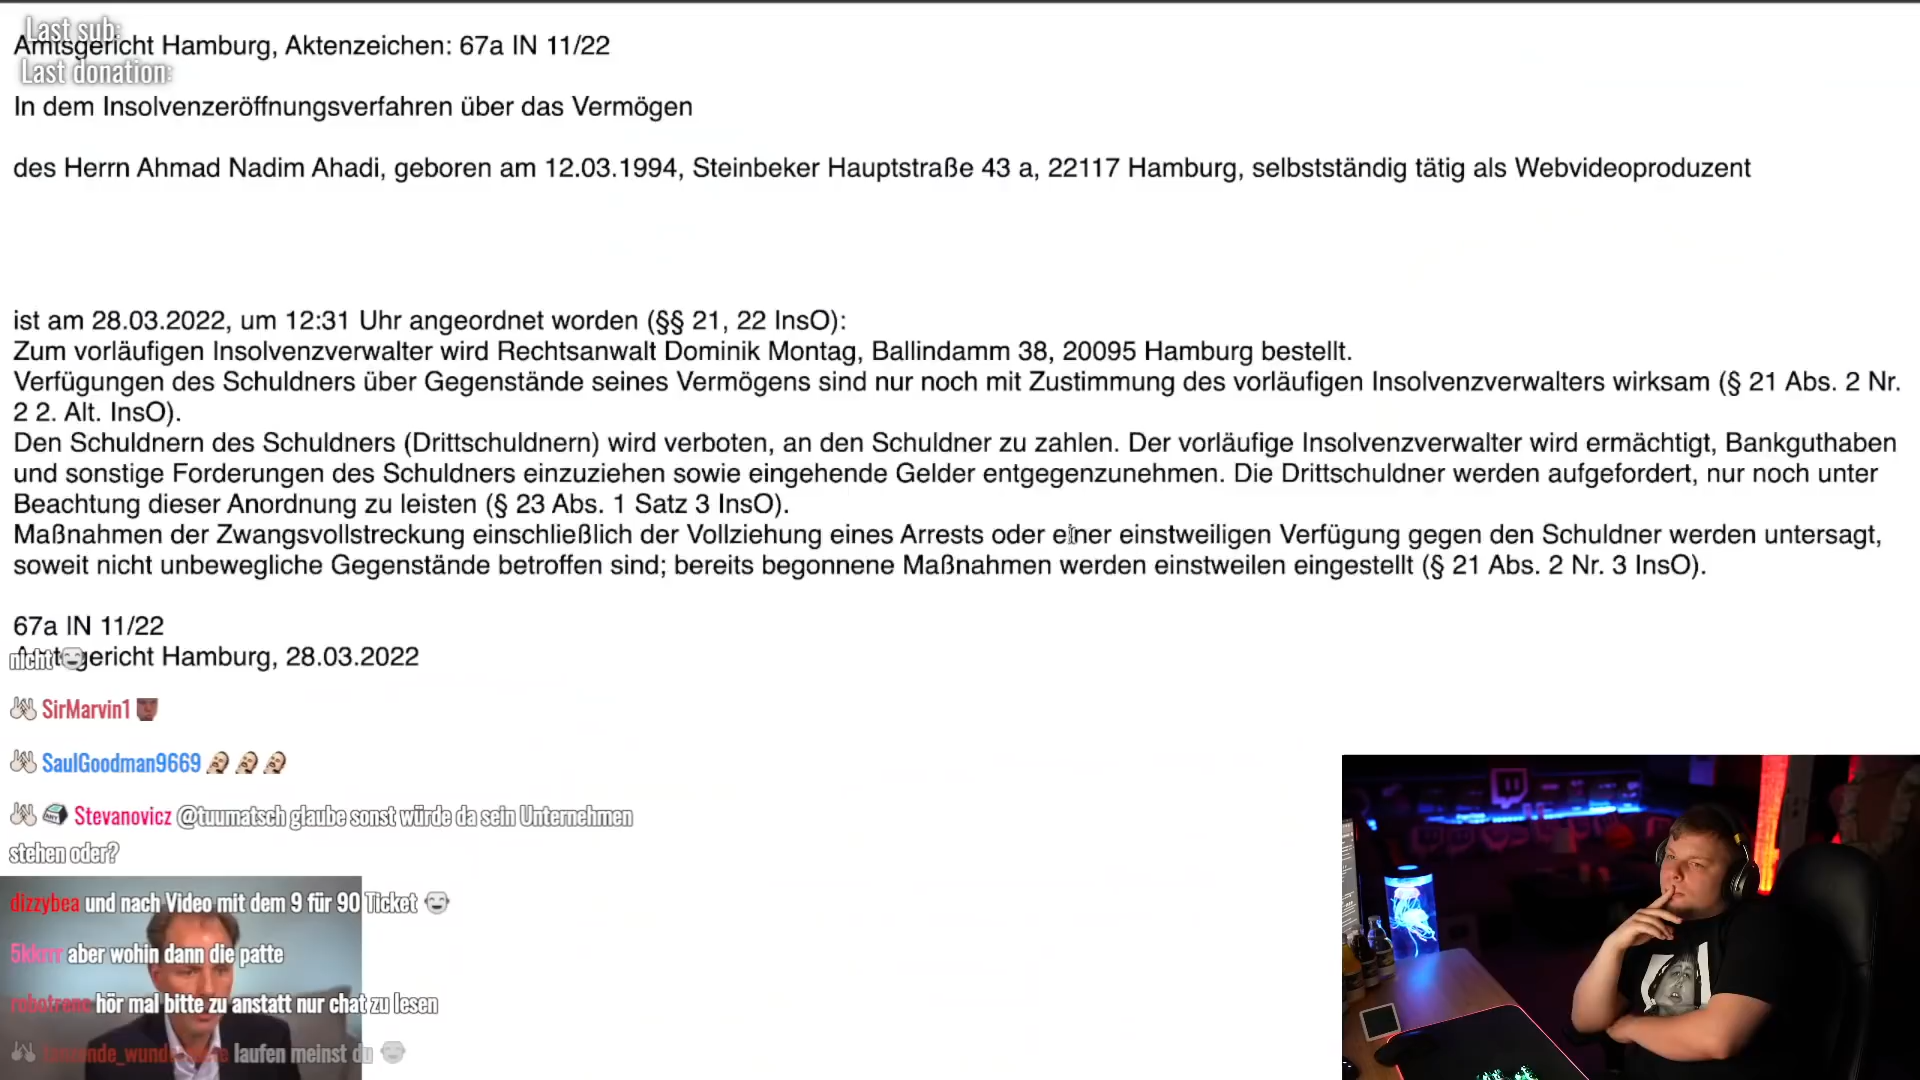 Last sub:
Amtsgericht Hamburg, Aktenzeichen: 67a IN 11/22
Last donation:
In dem Insolvenzeröffnungsverfahren über das Vermögen
des Herrn Ahmad Nadim Ahadi, geboren am 12.03.1994, Steinbeker Hauptstraße 43 a, 22117 Hamburg, selbstständig tätig als Webvideoproduzent
ist am 28.03.2022, um 12:31 Uhr angeordnet worden (§§ 21, 22 InsO):
Zum vorläufigen Insolvenzverwalter wird Rechtsanwalt Dominik Montag, Ballindamm 38, 20095 Hamburg bestellt.
Verfügungen des Schuldners über Gegenstände seines Vermögens sind nur noch mit Zustimmung des vorläufigen Insolvenzverwalters wirksam (§ 21 Abs. 2 Nr.
2 2. Alt. InsO).
Den Schuldnern des Schuldners (Drittschuldnern) wird verboten, an den Schuldner zu zahlen. Der vorläufige Insolvenzverwalter wird ermächtigt, Bankguthaben
und sonstige Forderungen des Schuldners einzuziehen sowie eingehende Gelder entgegenzunehmen. Die Drittschuldner werden aufgefordert, nur noch unter
Beachtung dieser Anordnung zu leisten (§ 23 Abs. 1 Satz 3 InsO).
Maßnahmen der Zwangsvollstreckung einschließlich der Vollziehung eines Arrests oder einer einstweiligen Verfügung gegen den Schuldner werden untersagt,
soweit nicht unbewegliche Gegenstände betroffen sind; bereits begonnene Maßnahmen werden einstweilen eingestellt (§ 21 Abs. 2 Nr. 3 InsO).
67a IN 11/22
Amtsgericht Hamburg, 28.03.2022
nicht
SirMarvin1
SaulGoodman9669
Stevanovicz @tuumatsch glaube sonst würde da sein Unternehmen
stehen oder?
dizzybea und nach Video mit dem 9 für 90 Ticket
5kkrrr aber wohin dann die patte
hör mal bitte zu anstatt nur chat zu lesen
laufen meinst du